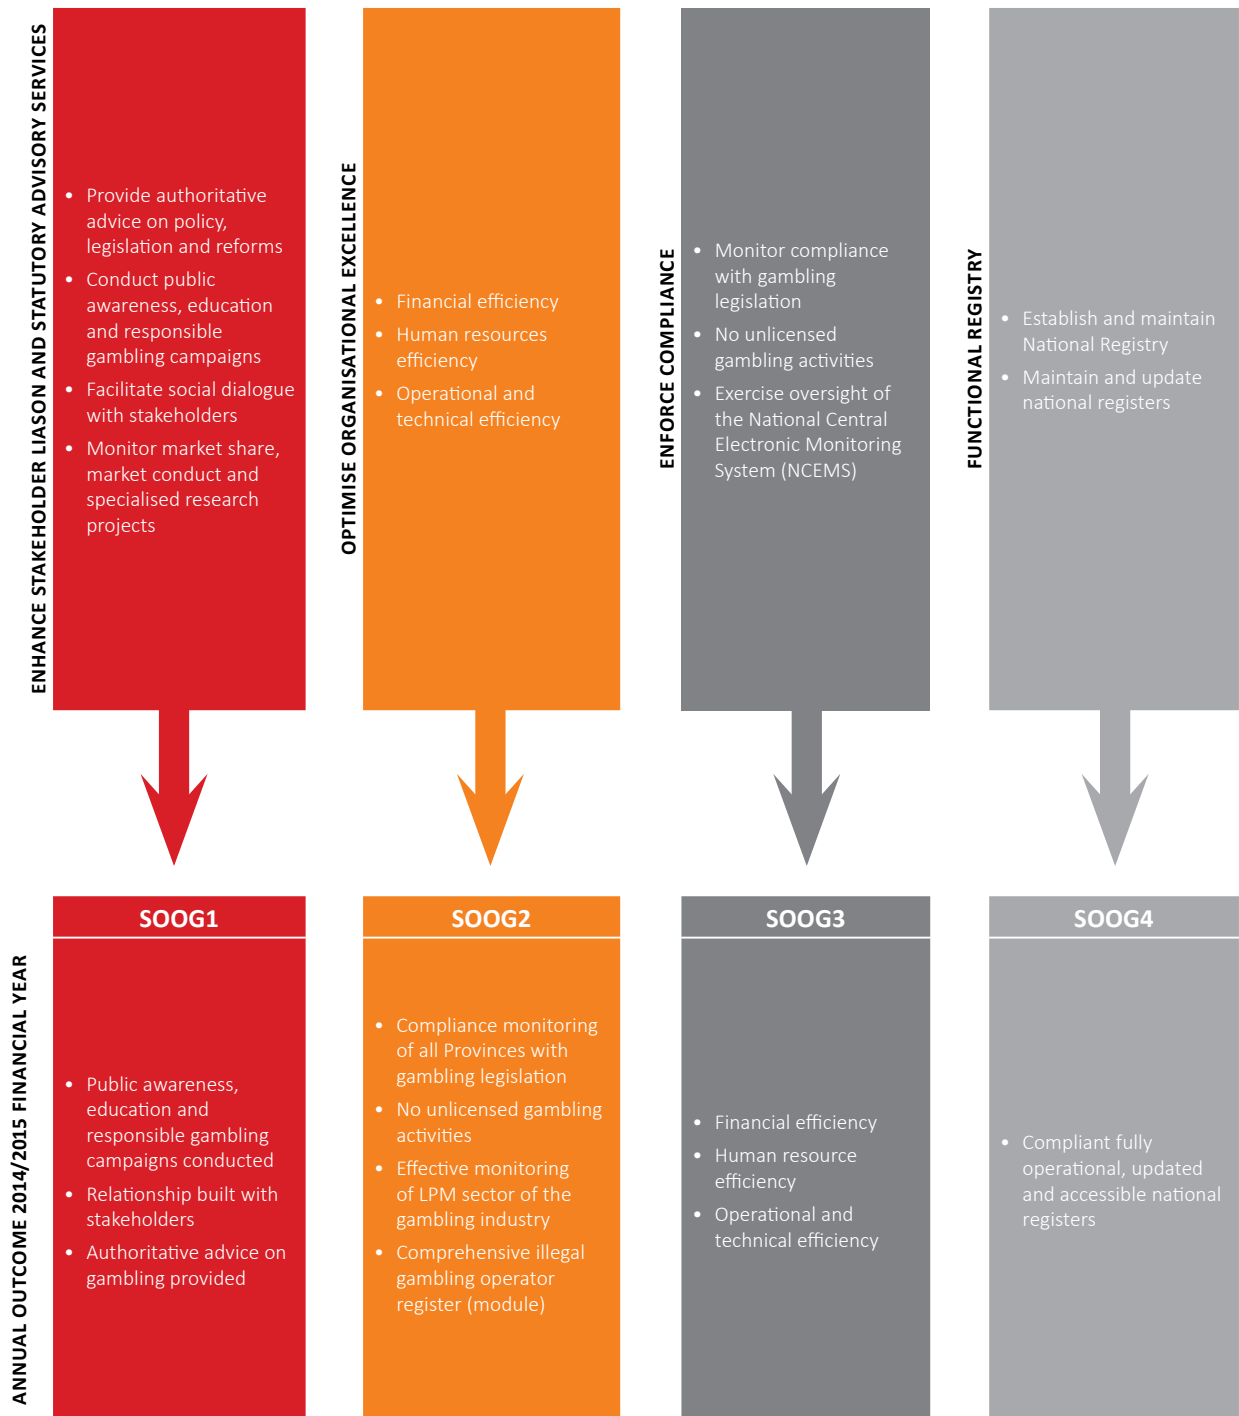 ENHANCE STAKEHOLDER LIASON AND STATUTORY ADVISORY SERVICES
• Provide authoritative
advice on policy,
legislation and reforms
• Conduct public
awareness, education
and responsible
gambling campaigns
• Facilitate social dialogue
with stakeholders
• Monitor market share,
market conduct and
specialised research
projects
OPTIMISE ORGANISATIONAL EXCELLENCE
• Financial efficiency
• Human resources
efficiency
• Operational and
technical efficiency
ENFORCE COMPLIANCE
• Monitor compliance
with gambling
legislation
• No unlicensed
gambling activities
• Exercise oversight of
the National Central
Electronic Monitoring
System (NCEMS)
FUNCTIONAL REGISTRY
• Establish and maintain
National Registry
• Maintain and update
national registers
ANNUAL OUTCOME 2014/2015 FINANCIAL YEAR
SOOG1
• Public awareness,
education and
responsible gambling
campaigns conducted
• Relationship built with
stakeholders
• Authoritative advice on
gambling provided
SOOG2
• Compliance monitoring
of all Provinces with
gambling legislation
• No unlicensed gambling
activities
• Effective monitoring
of LPM sector of the
gambling industry
• Comprehensive illegal
gambling operator
register (module)
SOOG3
• Financial efficiency
• Human resource
efficiency
• Operational and
technical efficiency
SOOG4
• Compliant fully
operational, updated
and accessible national
registers